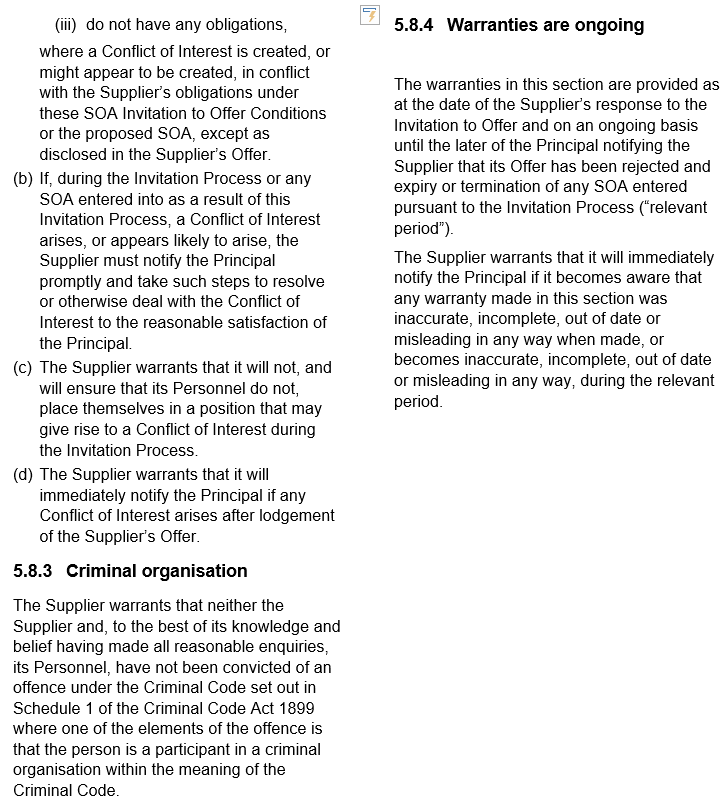 (iii) do not have any obligations,
where a Conflict of Interest is created, or
might appear to be created, in conflict
with the Supplier’s obligations under
these SOA Invitation to Offer Conditions
or the proposed SOA, except as
disclosed in the Supplier’s Offer.
(b) If, during the Invitation Process or any
SOA entered into as a result of this
Invitation Process, a Conflict of Interest
arises, or appears likely to arise, the
Supplier must notify the Principal
promptly and take such steps to resolve
or otherwise deal with the Conflict of
Interest to the reasonable satisfaction of
the Principal.
(c) The Supplier warrants that it will not, and
will ensure that its Personnel do not,
place themselves in a position that may
give rise to a Conflict of Interest during
the Invitation Process.
(d) The Supplier warrants that it will
immediately notify the Principal if any
Conflict of Interest arises after lodgement
of the Supplier’s Offer.
5.8.3 Criminal organisation
The Supplier warrants that neither the
Supplier and, to the best of its knowledge and
belief having made all reasonable enquiries,
its Personnel, have not been convicted of an
offence under the Criminal Code set out in
Schedule 1 of the Criminal Code Act 1899
where one of the elements of the offence is
that the person is a participant in a criminal
organisation within the meaning of the
Criminal Code.
5.8.4 Warranties are ongoing
The warranties in this section are provided as
at the date of the Supplier’s response to the
Invitation to Offer and on an ongoing basis
until the later of the Principal notifying the
Supplier that its Offer has been rejected and
expiry or termination of any SOA entered
pursuant to the Invitation Process (“relevant
period”).
The Supplier warrants that it will immediately
notify the Principal if it becomes aware that
any warranty made in this section was
inaccurate, incomplete, out of date or
misleading in any way when made, or
becomes inaccurate, incomplete, out of date
or misleading in any way, during the relevant
period.